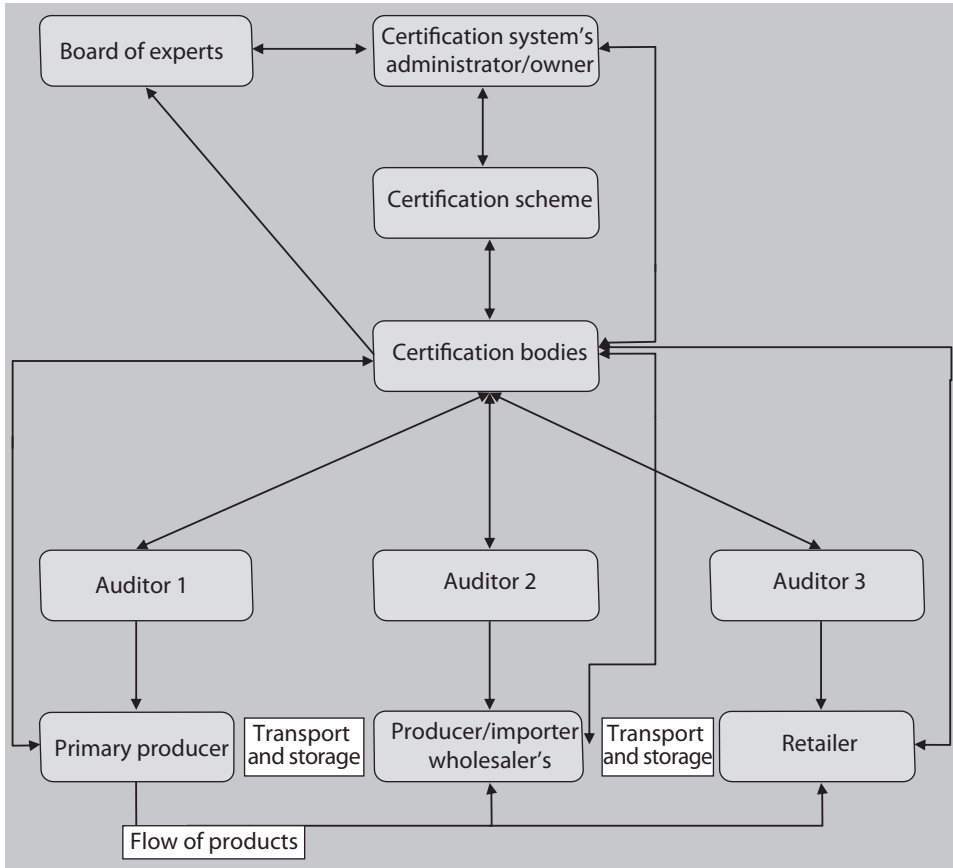 Board of experts
Certification system's
administrator/owner
Certification scheme
Certification bodies
Auditor 1
Auditor 2
Auditor 3
Primary producer
Transport
and storage
Producer/importer
wholesaler's
Transport
and storage
Retailer
Flow of products